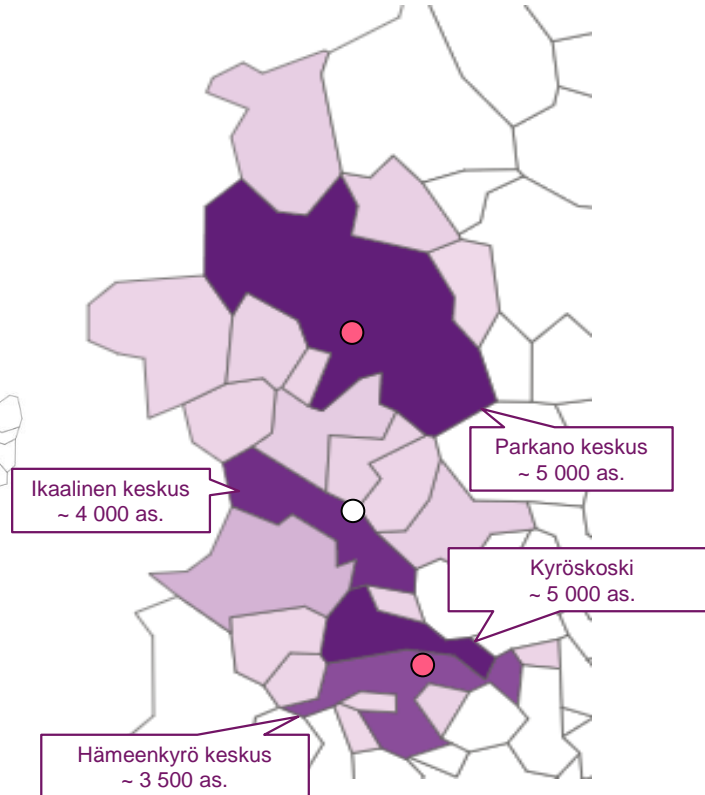 Parkano keskus
~ 5 000 as.
Ikaalinen keskus
~ 4 000 as.
Kyröskoski
~ 5 000 as.
Hämeenkyrö keskus
~ 3 500 as.